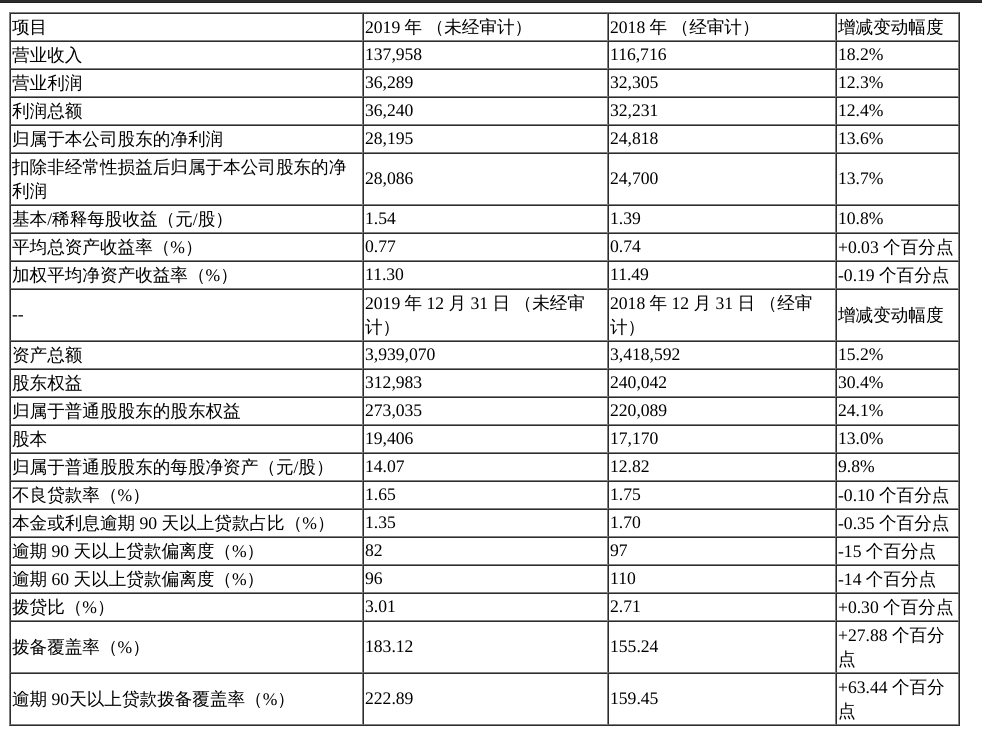 项目 2019 年 （未经审计） 2018 年 （经审计） 增减变动幅度
营业收入 137,958 116,716 18.2%
营业利润 36,289 32,305 12.3%
利润总额 36,240 32,231 12.4%
归属于本公司股东的净利润 28,195 24,818 13.6%
扣除非经常性损益后归属于本公司股东的净
利润 28,086 24,700 13.7%
基本/稀释每股收益（元/股） 1.54 1.39 10.8%
平均总资产收益率（%） 0.77 0.74 +0.03 个百分点
加权平均净资产收益率（%） 11.30 11.49 -0.19 个百分点
-- 2019 年 12 月 31 日 （未经审
计） 2018 年 12 月 31 日 （经审
计） 增减变动幅度
资产总额 3,939,070 3,418,592 15.2%
股东权益 312,983 240,042 30.4%
归属于普通股股东的股东权益 273,035 220,089 24.1%
股本 19,406 17,170 13.0%
归属于普通股股东的每股净资产（元/股） 14.07 12.82 9.8%
不良贷款率（%） 1.65 1.75 -0.10 个百分点
本金或利息逾期 90 天以上贷款占比（%） 1.35 1.70 -0.35 个百分点
逾期 90 天以上贷款偏离度（%） 82 97 -15 个百分点
逾期 60 天以上贷款偏离度（%） 96 110 -14 个百分点
拨贷比（%） 3.01 2.71 +0.30 个百分点
拨备覆盖率（%） 183.12 155.24 +27.88 个百分
点
逾期 90天以上贷款拨备覆盖率（%） 222.89 159.45 +63.44 个百分
点